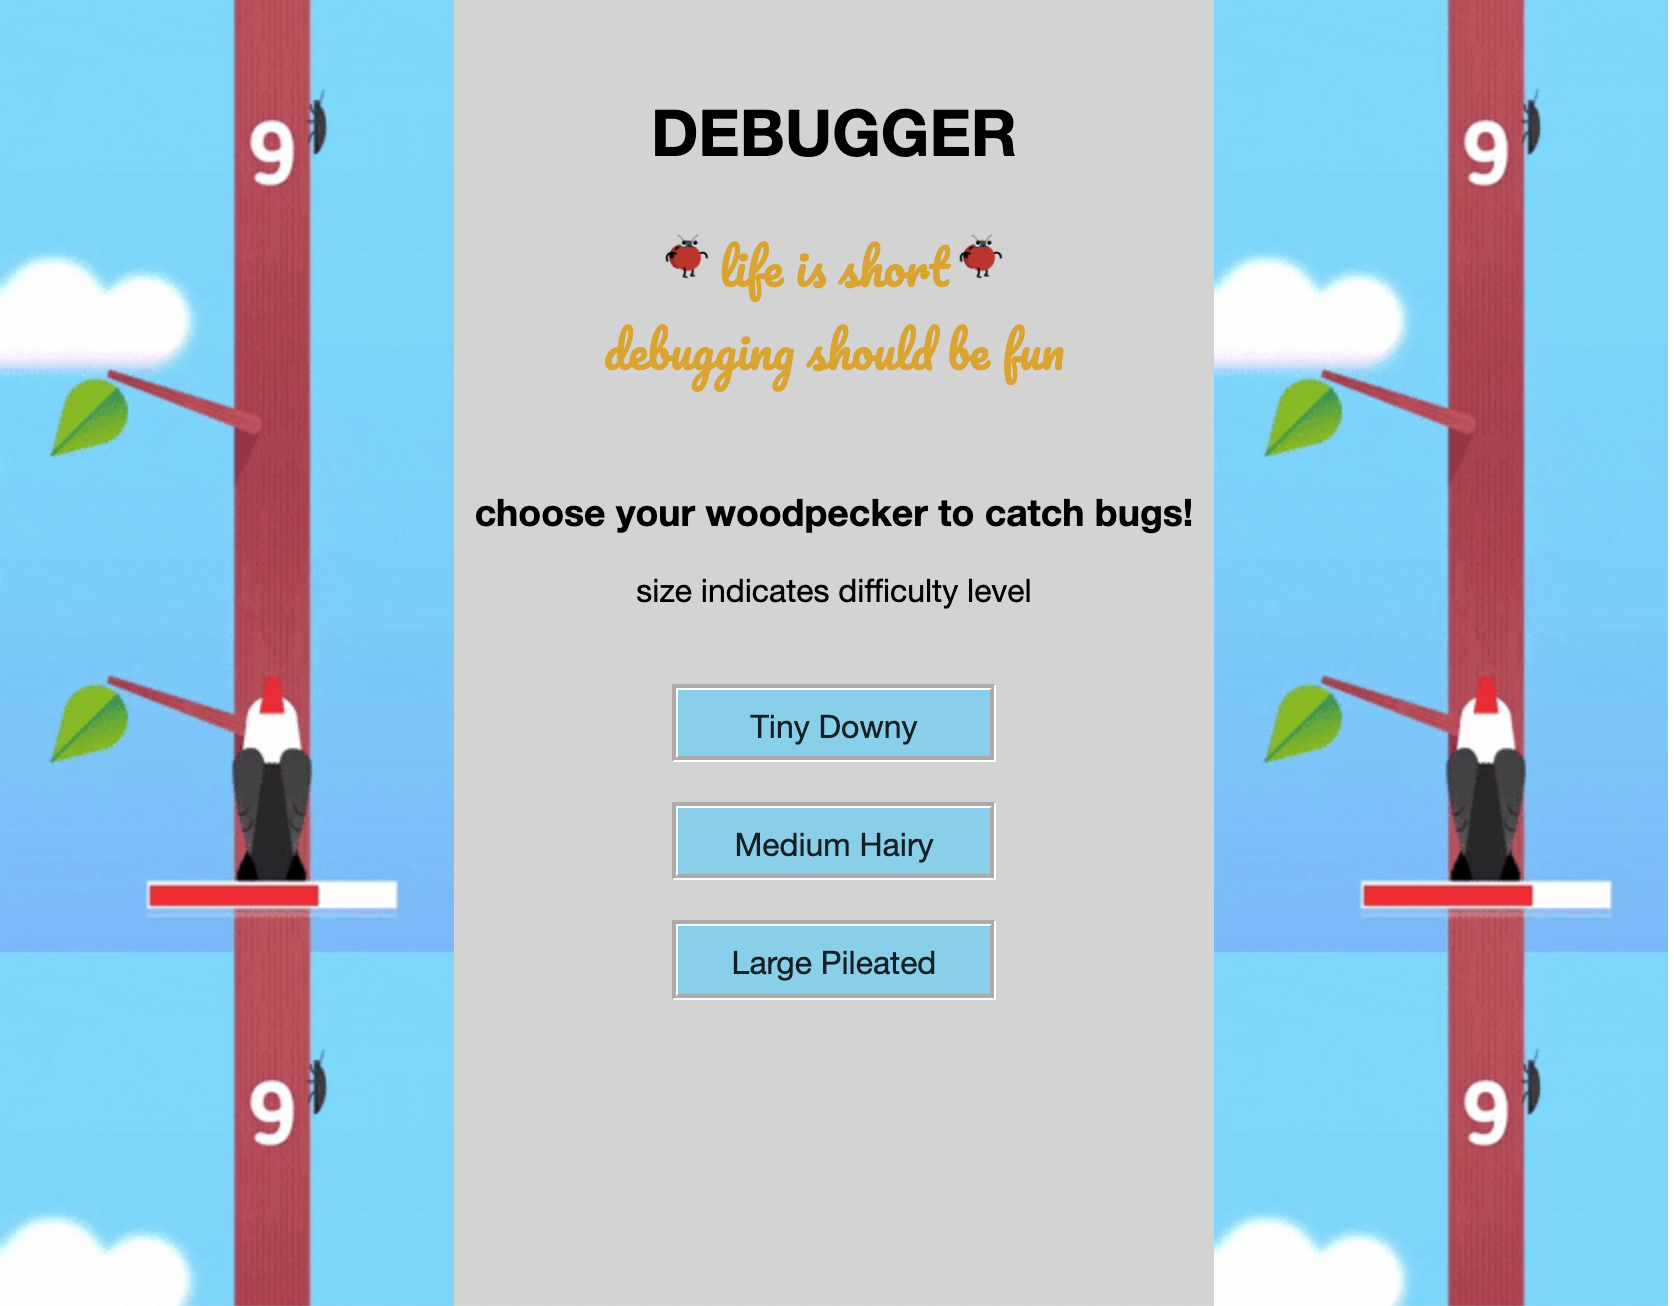 DEBUGGER
life is short
debugging should be fun
choose your woodpecker to catch bugs!
size indicates difficulty level
Tiny Downy
Medium Hairy
Large Pileated
9
9
9
9